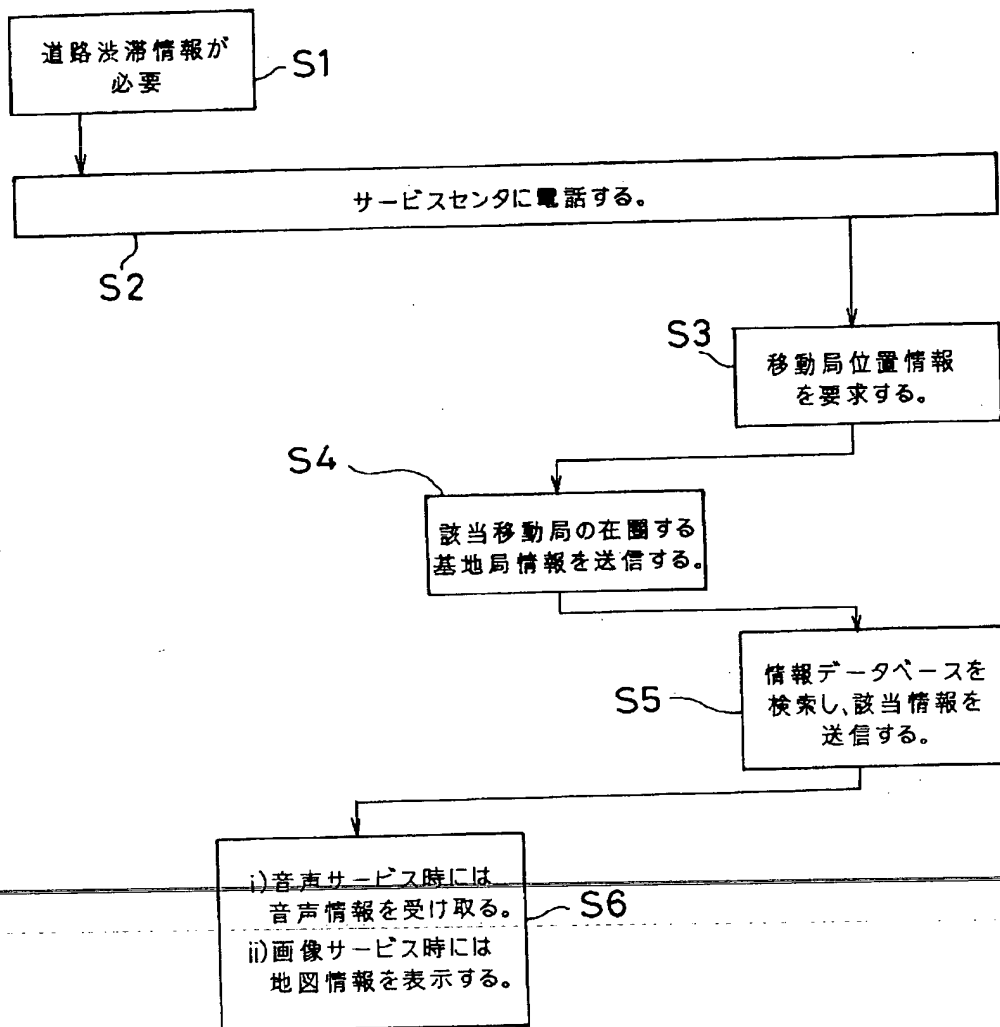 道路渋滞情報が
必要
S1
サービスセンタに電話する。
S2
S3
移動局位置情報
を要求する。
S4
該当移動局の在圏する
基地局情報を送信する。
情報データベースを
検索し、該当情報を
送信する。
S5
i)音声サービス時には
音声情報を受け取る。
ii)画像サービス時には
地図情報を表示する。
S6